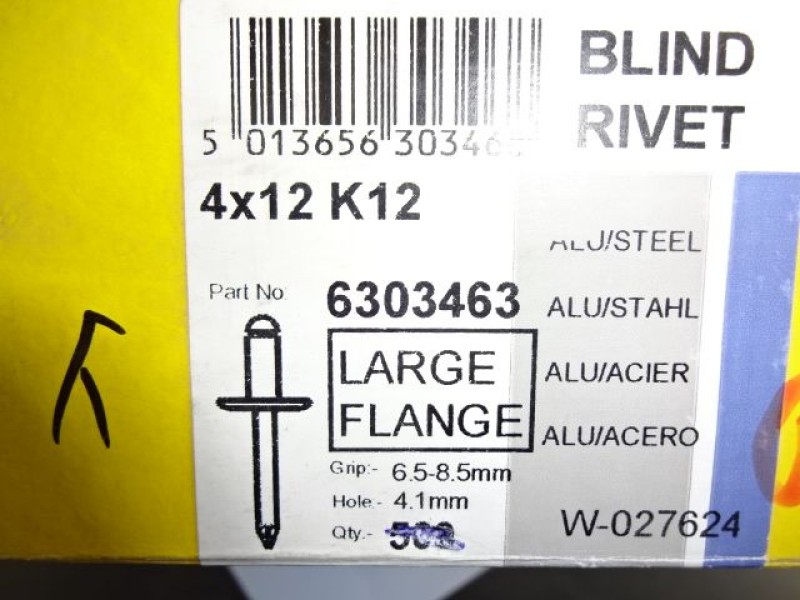 BLIND
RIVET
5 013656 30346
4x12 K12
ALU/STEEL
Part No:
6303463
ALU/STAHL
LARGE
FLANGE
ALU/ACIER
ALU/ACERO
Grip:- 6.5-8.5mm
Hole:- 4.1mm
Qty.-
W-027624